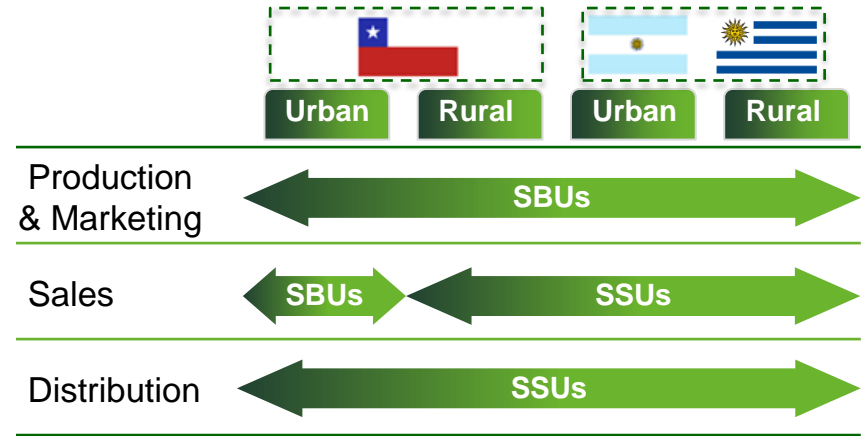 Urban Rural Urban Rural
Production
& Marketing
SBUs
Sales
SBUs
SSUs
Distribution
SSUs